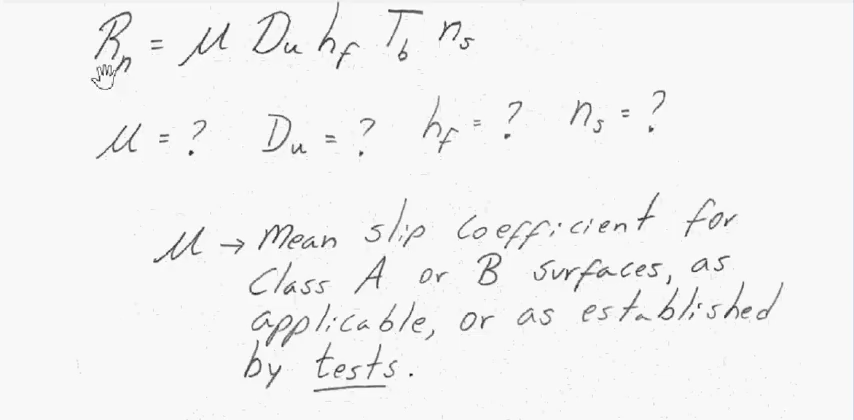 Rn = μ Du hf Tb ns
μ = ? Du = ? hf = ? ns = ?
μ → Mean slip coefficient for
Class A or B surfaces, as
applicable, or as established
by tests.